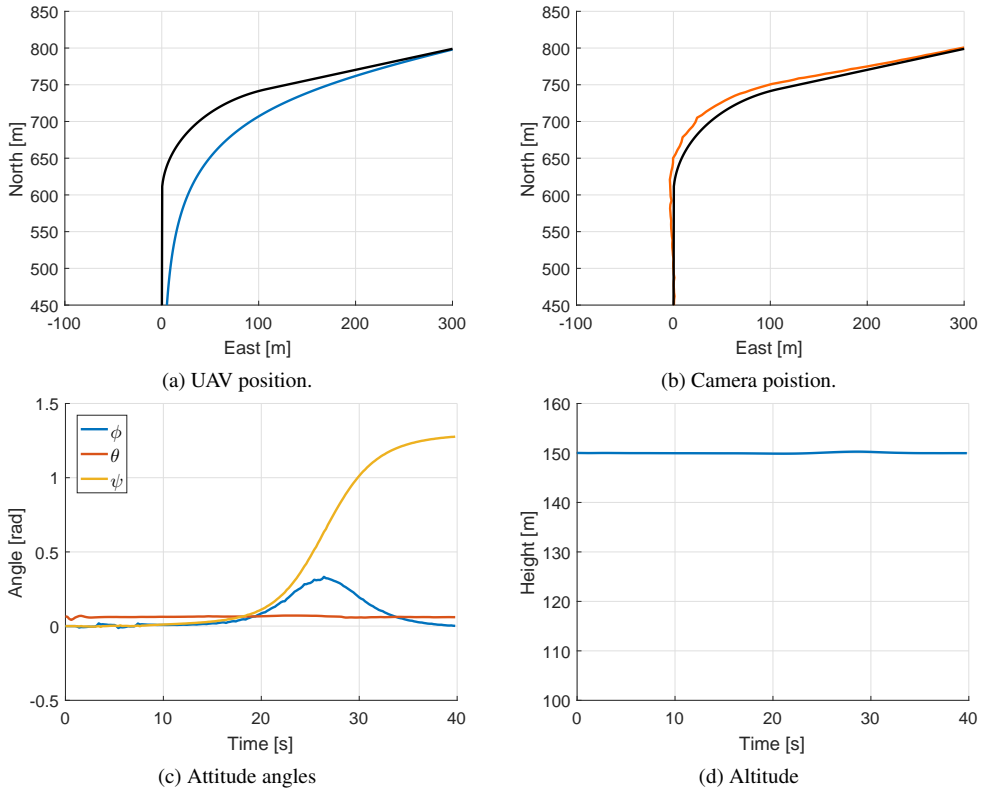 850
800
750
700
650
600
550
500
450
North [m]
-100 0 100 200 300
East [m]
(a) UAV position.
850
800
750
700
650
600
550
500
450
North [m]
-100 0 100 200 300
East [m]
(b) Camera poistion.
1.5
1
0.5
0
-0.5
Angle [rad]
ϕ
θ
ψ
0 10 20 30 40
Time [s]
(c) Attitude angles
160
150
140
130
120
110
100
Height [m]
0 10 20 30 40
Time [s]
(d) Altitude